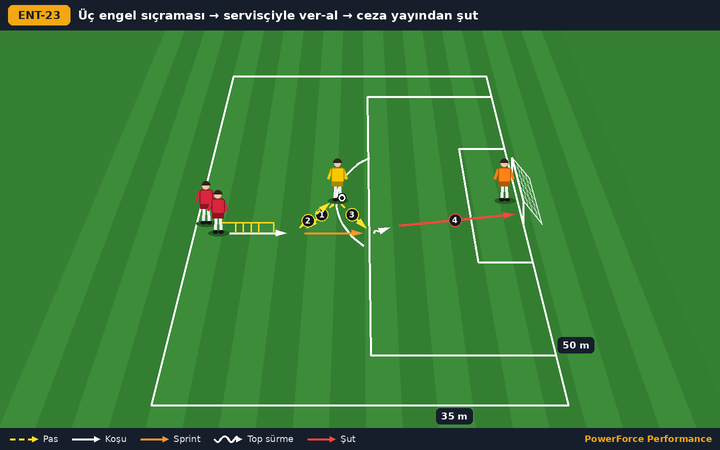 ENT-23 Üç engel sıçraması → servisçiyle ver-al → ceza yayından şut
2 1 3 4
50 m
35 m
Pas Koşu Sprint Top sürme Şut PowerForce Performance